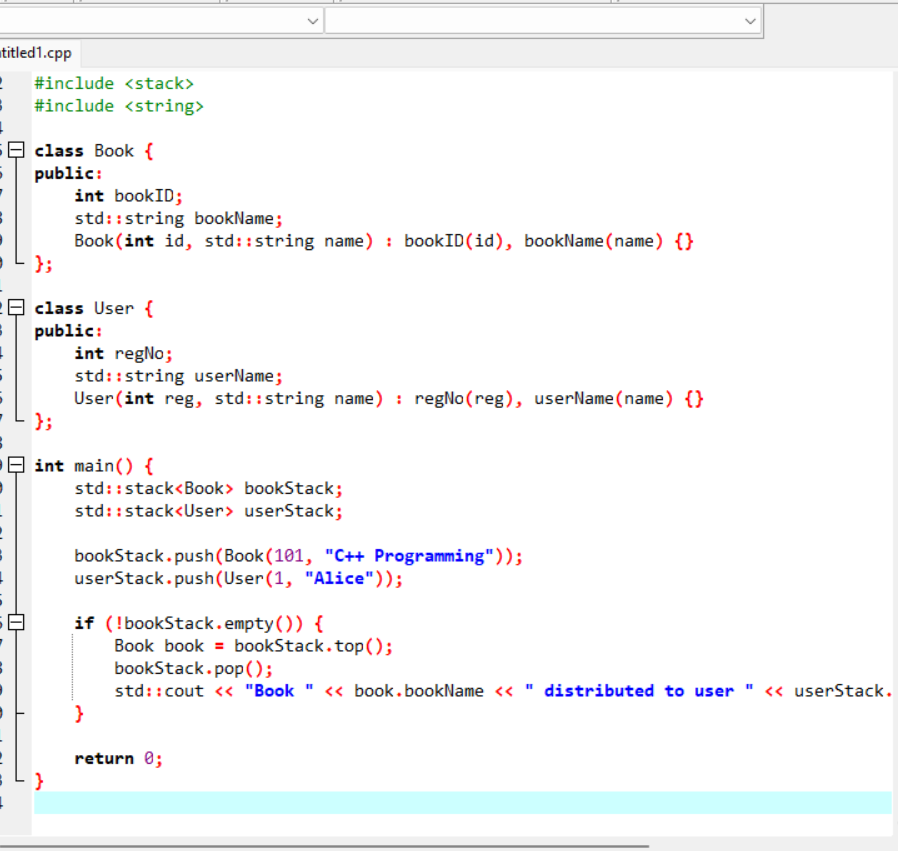 titled1.cpp
#include <stack>
#include <string>
class Book {
public:
    int bookID;
    std::string bookName;
    Book(int id, std::string name) : bookID(id), bookName(name) {}
};
class User {
public:
    int regNo;
    std::string userName;
    User(int reg, std::string name) : regNo(reg), userName(name) {}
};
int main() {
    std::stack<Book> bookStack;
    std::stack<User> userStack;
    bookStack.push(Book(101, "C++ Programming"));
    userStack.push(User(1, "Alice"));
    if (!bookStack.empty()) {
        Book book = bookStack.top();
        bookStack.pop();
        std::cout << "Book " << book.bookName << " distributed to user " << userStack.
    }
    return 0;
}